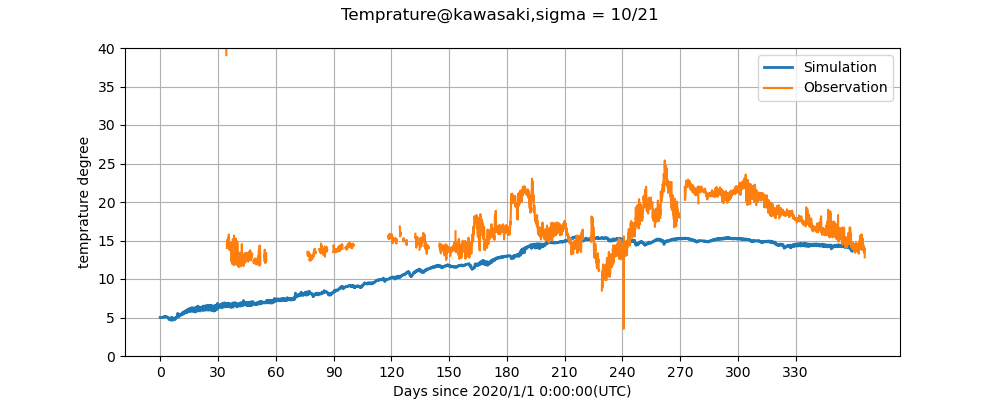 Temprature@kawasaki,sigma = 10/21
40
35
30
25
20
15
10
5
0
temprature degree
Simulation
Observation
0 30 60 90 120 150 180 210 240 270 300 330
Days since 2020/1/1 0:00:00(UTC)